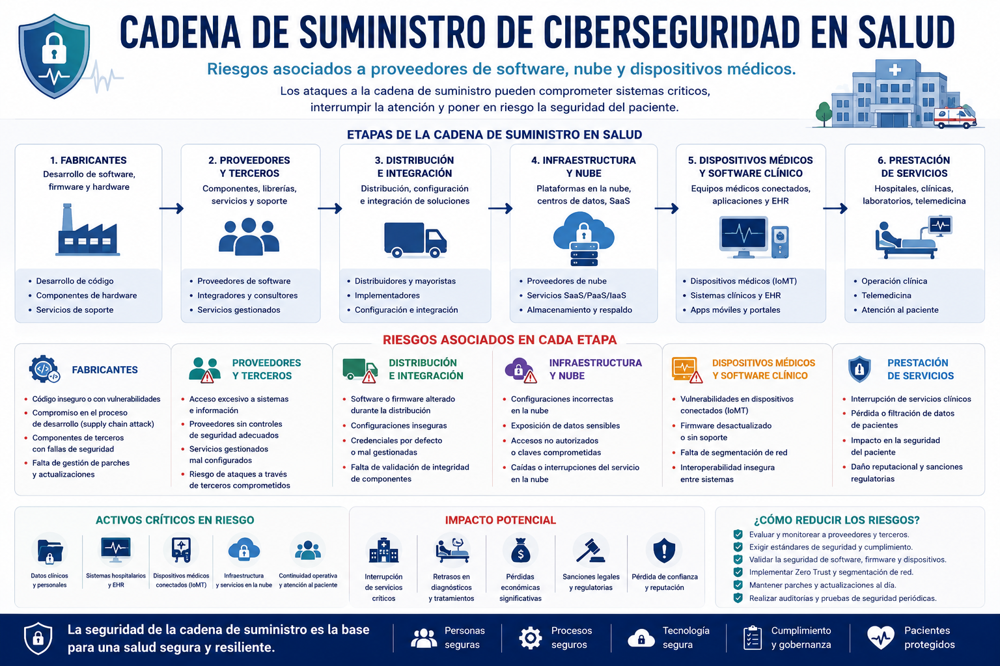 CADENA DE SUMINISTRO DE CIBERSEGURIDAD EN SALUD
Riesgos asociados a proveedores de software, nube y dispositivos médicos.
Los ataques a la cadena de suministro pueden comprometer sistemas críticos,
interrumpir la atención y poner en riesgo la seguridad del paciente.
ETAPAS DE LA CADENA DE SUMINISTRO EN SALUD
1. FABRICANTES
Desarrollo de software,
firmware y hardware
• Desarrollo de código
• Componentes de hardware
• Servicios de soporte
2. PROVEEDORES
Y TERCEROS
Componentes, librerías,
servicios y soporte
• Proveedores de software
• Integradores y consultores
• Servicios gestionados
3. DISTRIBUCIÓN
E INTEGRACIÓN
Distribución, configuración
e integración de soluciones
• Distribuidores y mayoristas
• Implementadores
• Configuración e integración
4. INFRAESTRUCTURA
Y NUBE
Plataformas en la nube,
centros de datos, SaaS
• Proveedores de nube
• Servicios SaaS/PaaS/IaaS
• Almacenamiento y respaldo
5. DISPOSITIVOS MÉDICOS
Y SOFTWARE CLÍNICO
Equipos médicos conectados,
aplicaciones y EHR
• Dispositivos médicos (IoMT)
• Sistemas clínicos y EHR
• Apps móviles y portales
6. PRESTACIÓN
DE SERVICIOS
Hospitales, clínicas,
laboratorios, telemedicina
• Operación clínica
• Telemedicina
• Atención al paciente
RIESGOS ASOCIADOS EN CADA ETAPA
FABRICANTES
• Código inseguro o con vulnerabilidades
• Compromiso en el proceso
de desarrollo (supply chain attack)
• Componentes de terceros
con fallas de seguridad
• Falta de gestión de parches
y actualizaciones
PROVEEDORES
Y TERCEROS
• Acceso excesivo a sistemas
e información
• Proveedores sin controles
de seguridad adecuados
• Servicios gestionados
mal configurados
• Riesgo de ataques a través
de terceros comprometidos
DISTRIBUCIÓN
E INTEGRACIÓN
• Software o firmware alterado
durante la distribución
• Configuraciones inseguras
• Credenciales por defecto
o mal gestionadas
• Falta de validación de integridad
de componentes
INFRAESTRUCTURA
Y NUBE
• Configuraciones incorrectas
en la nube
• Exposición de datos sensibles
• Accesos no autorizados
o claves comprometidas
• Caídas o interrupciones del servicio
en la nube
DISPOSITIVOS MÉDICOS
Y SOFTWARE CLÍNICO
• Vulnerabilidades en dispositivos
conectados (IoMT)
• Firmware desactualizado
o sin soporte
• Falta de segmentación de red
• Interoperabilidad insegura
entre sistemas
PRESTACIÓN
DE SERVICIOS
• Interrupción de servicios clínicos
• Pérdida o filtración de datos
de pacientes
• Impacto en la seguridad
del paciente
• Daño reputacional y sanciones
regulatorias
ACTIVOS CRÍTICOS EN RIESGO
Datos clínicos
y personales
Sistemas hospitalarios
y EHR
Dispositivos médicos
conectados (IoMT)
Infraestructura
y servicios en la nube
Continuidad operativa
y atención al paciente
IMPACTO POTENCIAL
Interrupción
de servicios
críticos
Retrasos en
diagnósticos
y tratamientos
$
Pérdidas
económicas
significativas
Sanciones legales
y regulatorias
Pérdida de confianza
y reputación
¿CÓMO REDUCIR LOS RIESGOS?
Evaluar y monitorear a proveedores y terceros.
Exigir estándares de seguridad y cumplimiento.
Validar la seguridad de software, firmware y dispositivos.
Implementar Zero Trust y segmentación de red.
Mantener parches y actualizaciones al día.
Realizar auditorías y pruebas de seguridad periódicas.
La seguridad de la cadena de suministro es la base
para una salud segura y resiliente.
Personas
seguras
Procesos
seguros
Tecnología
segura
Cumplimiento
y gobernanza
Pacientes
protegidos